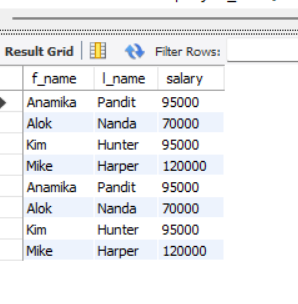 Result Grid Filter Rows:
f_name l_name salary
Anamika Pandit 95000
Alok Nanda 70000
Kim Hunter 95000
Mike Harper 120000
Anamika Pandit 95000
Alok Nanda 70000
Kim Hunter 95000
Mike Harper 120000